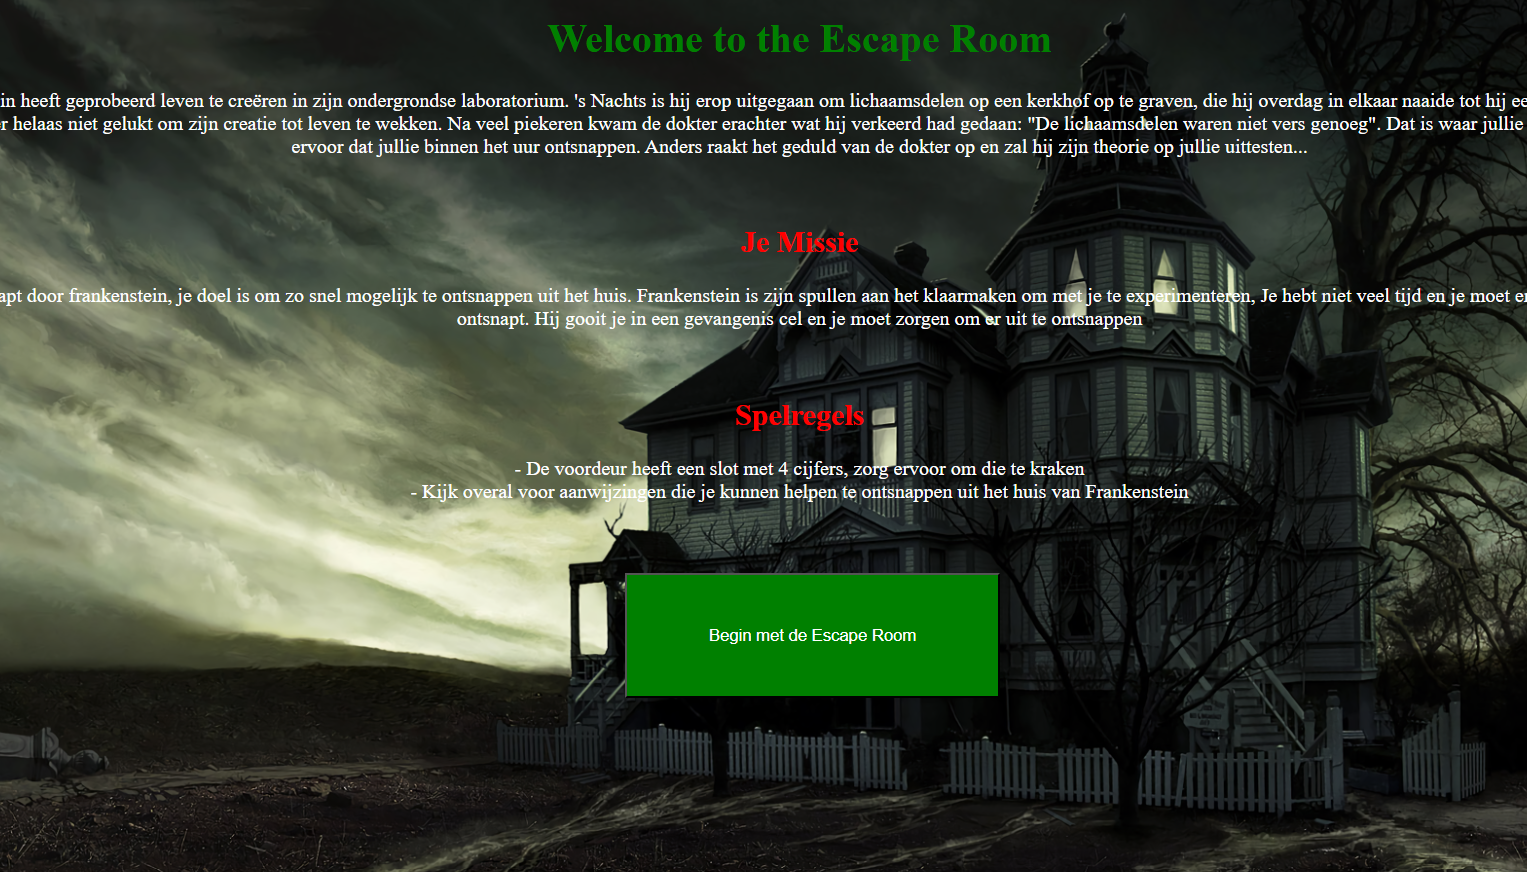 Welcome to the Escape Room
in heeft geprobeerd leven te creëren in zijn ondergrondse laboratorium. 's Nachts is hij erop uitgegaan om lichaamsdelen op een kerkhof op te graven, die hij overdag in elkaar naaide tot hij ee
r helaas niet gelukt om zijn creatie tot leven te wekken. Na veel piekeren kwam de dokter erachter wat hij verkeerd had gedaan: "De lichaamsdelen waren niet vers genoeg". Dat is waar jullie
ervoor dat jullie binnen het uur ontsnappen. Anders raakt het geduld van de dokter op en zal hij zijn theorie op jullie uittesten...
Je Missie
apt door frankenstein, je doel is om zo snel mogelijk te ontsnappen uit het huis. Frankenstein is zijn spullen aan het klaarmaken om met je te experimenteren, Je hebt niet veel tijd en je moet er
ontsnapt. Hij gooit je in een gevangenis cel en je moet zorgen om er uit te ontsnappen
Spelregels
- De voordeur heeft een slot met 4 cijfers, zorg ervoor om die te kraken
- Kijk overal voor aanwijzingen die je kunnen helpen te ontsnappen uit het huis van Frankenstein
Begin met de Escape Room